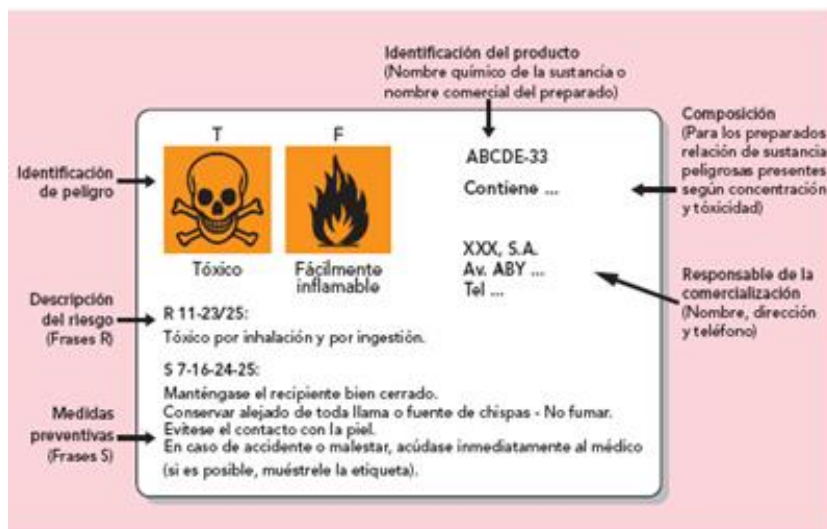 Identificación del producto
(Nombre químico de la sustancia o
nombre comercial del preparado)
Composición
(Para los preparados
relación de sustancia
peligrosas presentes
según concentración
y tóxicidad)
Identificación
de peligro
T
F
Tóxico
Fácilmente
inflamable
ABCDE-33
Contiene ...
XXX, S.A.
Av. ABY ...
Tel ...
Responsable de la
comercialización
(Nombre, dirección
y teléfono)
Descripción
del riesgo
(Frases R)
R 11-23/25:
Tóxico por inhalación y por ingestión.
S 7-16-24-25:
Manténgase el recipiente bien cerrado.
Conservar alejado de toda llama o fuente de chispas - No fumar.
Evítese el contacto con la piel.
En caso de accidente o malestar, acúdase inmediatamente al médico
(si es posible, muéstrele la etiqueta).
Medidas
preventivas
(Frases S)